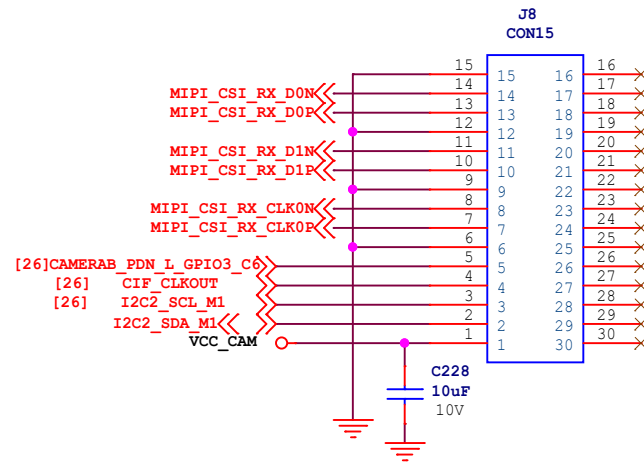 J8
CON15
15 15 16 16
MIPI_CSI_RX_D0N 14 14 17 17
MIPI_CSI_RX_D0P 13 13 18 18
12 12 19 19
MIPI_CSI_RX_D1N 11 11 20 20
MIPI_CSI_RX_D1P 10 10 21 21
9 9 22 22
MIPI_CSI_RX_CLK0N 8 8 23 23
MIPI_CSI_RX_CLK0P 7 7 24 24
6 6 25 25
[26]CAMERAB_PDN_L_GPIO3_C6 5 5 26 26
[26] CIF_CLKOUT 4 4 27 27
[26] I2C2_SCL_M1 3 3 28 28
I2C2_SDA_M1 2 2 29 29
VCC_CAM 1 1 30 30
C228
10uF
10V